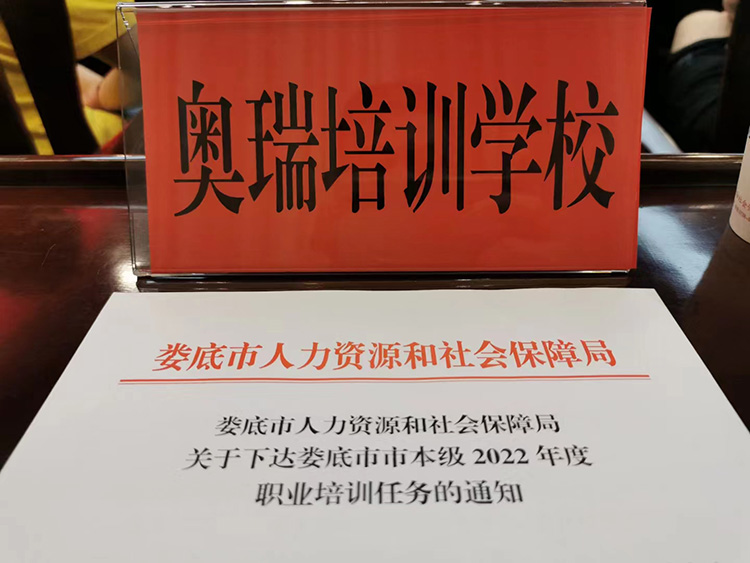 奥瑞培训学校
娄底市人力资源和社会保障局
娄底市人力资源和社会保障局
关于下达娄底市市本级 2022 年度
职业培训任务的通知